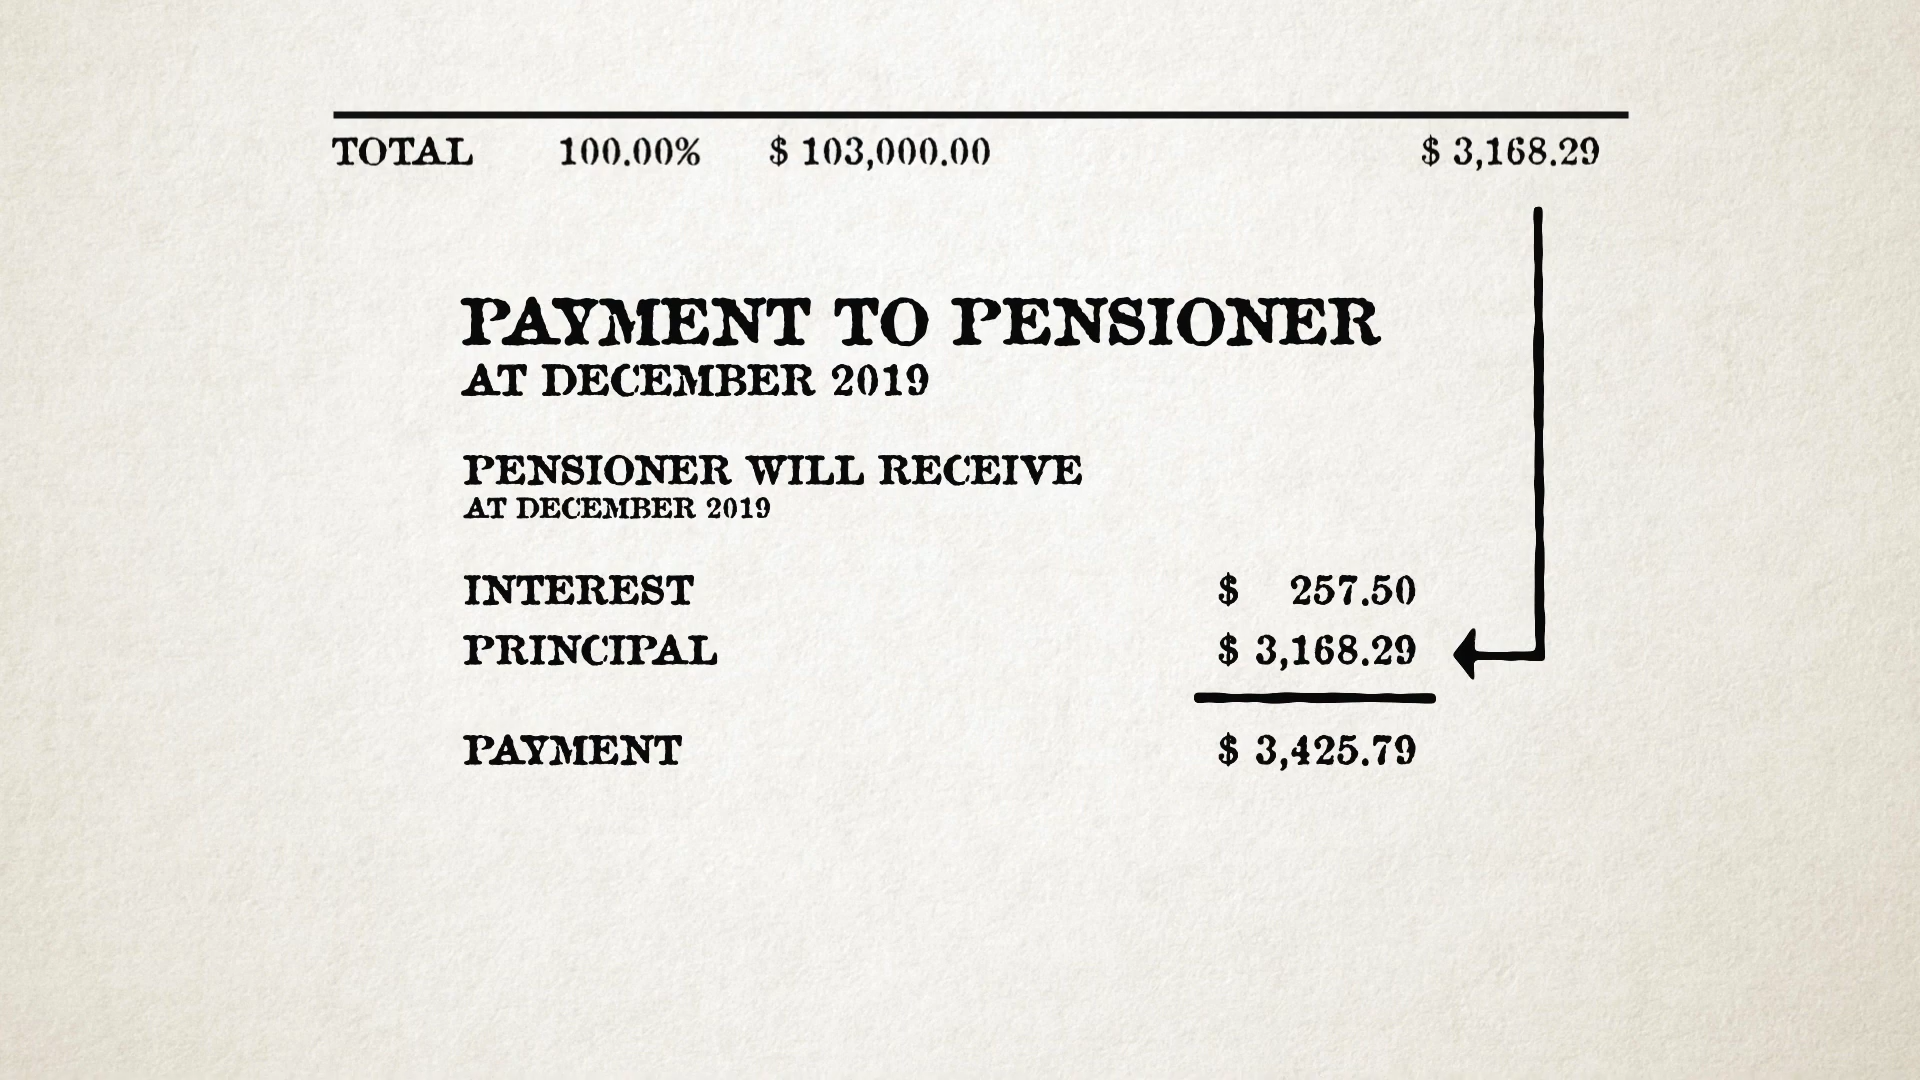 TOTAL 100.00% $ 103,000.00 $ 3,168.29
PAYMENT TO PENSIONER
AT DECEMBER 2019
PENSIONER WILL RECEIVE
AT DECEMBER 2019
INTEREST $ 257.50
PRINCIPAL $ 3,168.29
PAYMENT $ 3,425.79